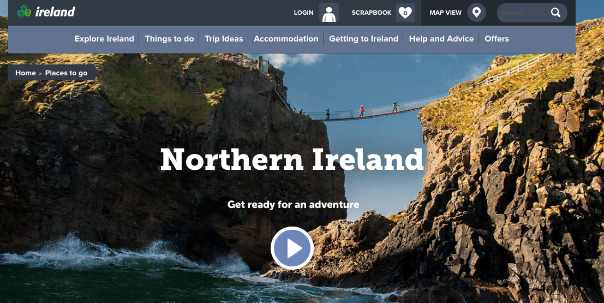 ireland
LOGIN
SCRAPBOOK
0
MAP VIEW
Explore Ireland
Things to do
Trip Ideas
Accommodation
Getting to Ireland
Help and Advice
Offers
Home > Places to go
Northern Ireland
Get ready for an adventure